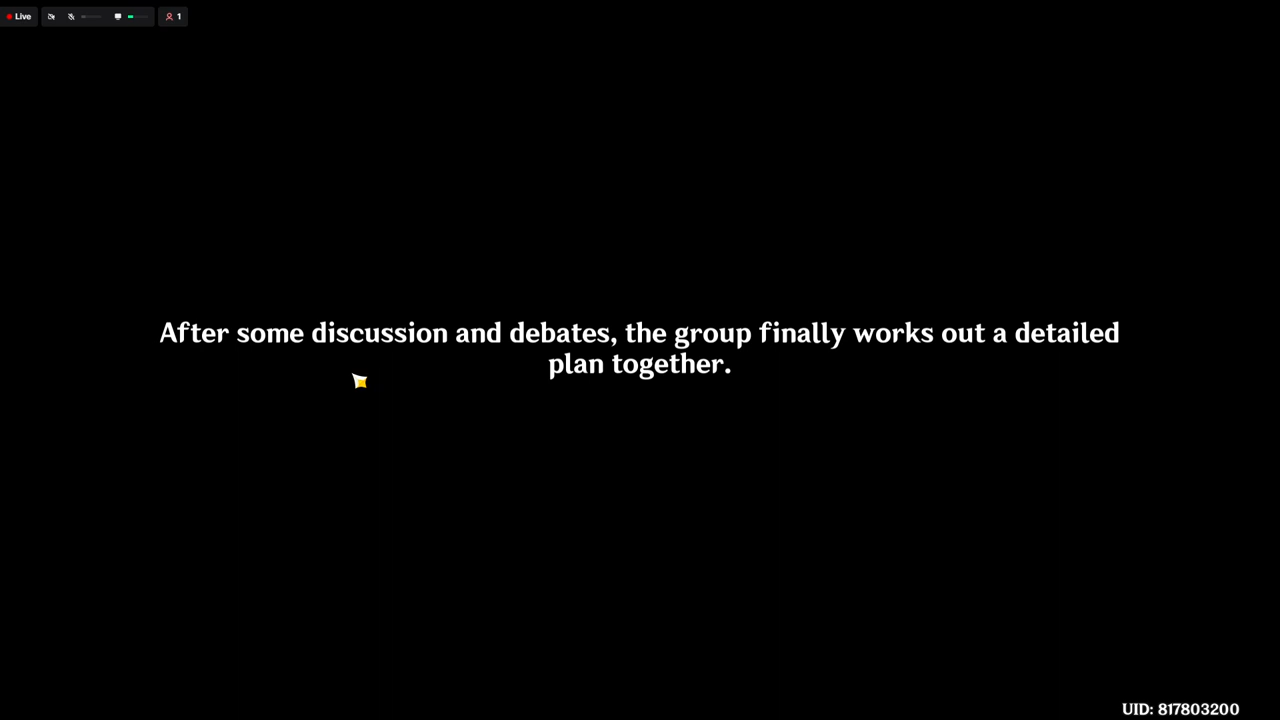 Live
1
After some discussion and debates, the group finally works out a detailed
plan together.
UID: 817803200